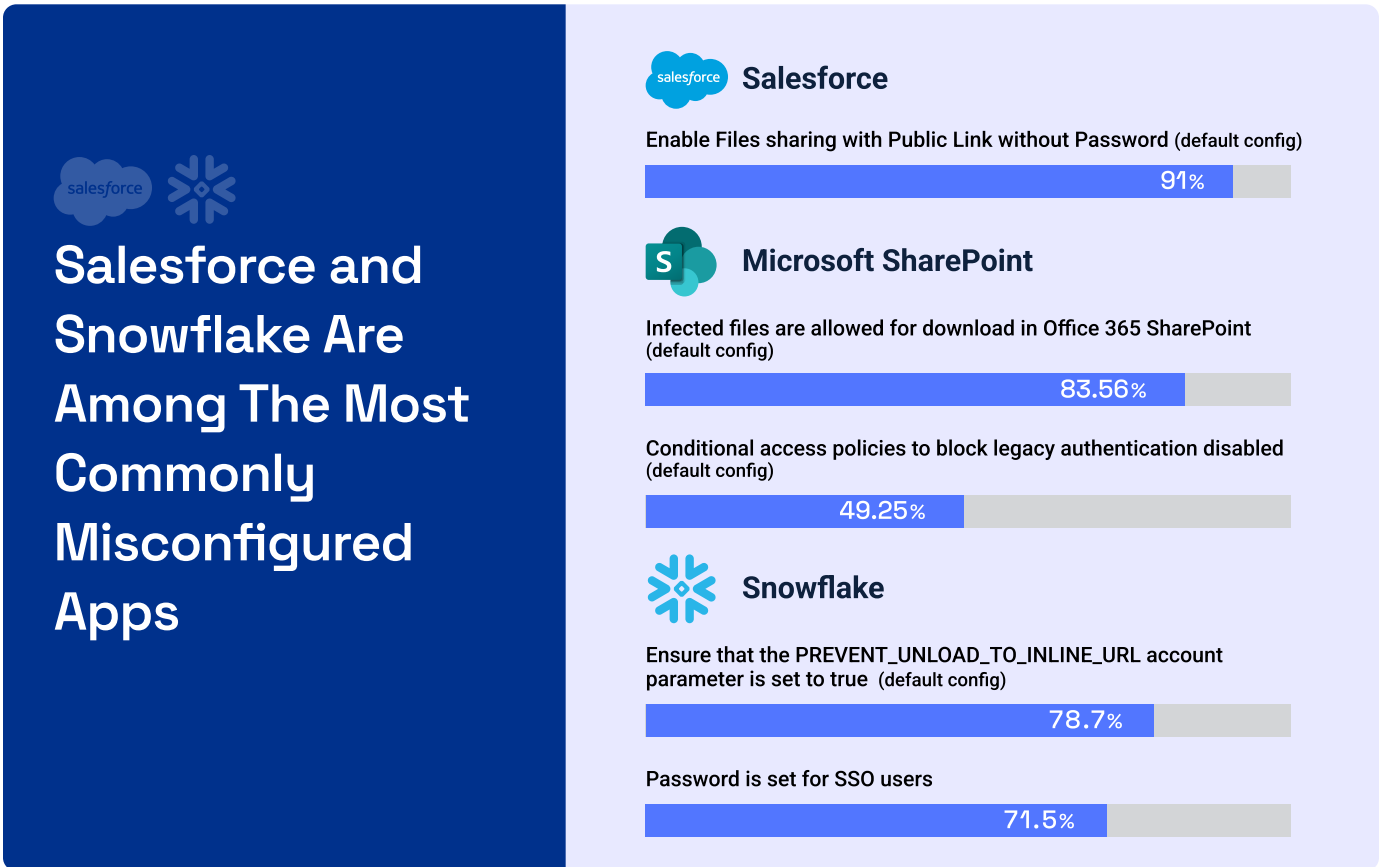 salesforce
Salesforce and
Snowflake Are
Among The Most
Commonly
Misconfigured
Apps
salesforce
Salesforce
Enable Files sharing with Public Link without Password (default config)
91%
S
Microsoft SharePoint
Infected files are allowed for download in Office 365 SharePoint
(default config)
83.56%
Conditional access policies to block legacy authentication disabled
(default config)
49.25%
Snowflake
Ensure that the PREVENT_UNLOAD_TO_INLINE_URL account
parameter is set to true (default config)
78.7%
Password is set for SSO users
71.5%